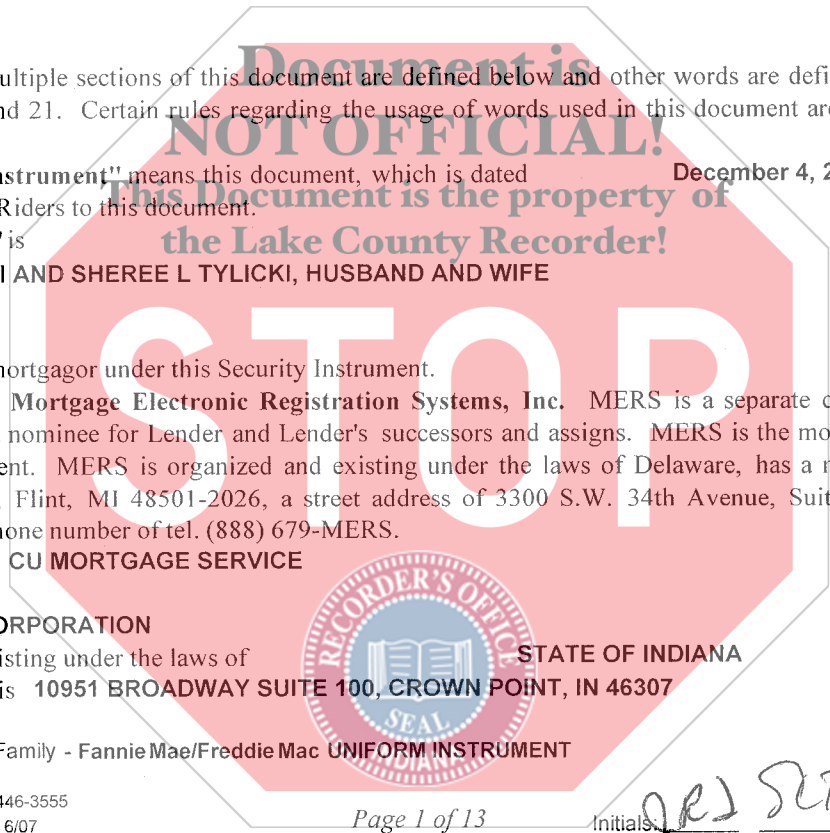 Document is
ultiple sections of this document are defined below and other words are defi
nd 21. Certain rules regarding the usage of words used in this document ar
NOT OFFICIAL!
nstrument" means this document, which is dated December 4, 2
This Document is the property of
Riders to this document.
is
the Lake County Recorder!
AND SHEREE L TYLICKI, HUSBAND AND WIFE
STOP
nortgagor under this Security Instrument.
Mortgage Electronic Registration Systems, Inc. MERS is a separate c
nominee for Lender and Lender's successors and assigns. MERS is the mo
ent. MERS is organized and existing under the laws of Delaware, has a
Flint, MI 48501-2026, a street address of 3300 S.W. 34th Avenue, Suit
hone number of tel. (888) 679-MERS.
CU MORTGAGE SERVICE
ORPORATION
isting under the laws of STATE OF INDIANA
is 10951 BROADWAY SUITE 100, CROWN POINT, IN 46307
RECORDER'S OFFICE
SEAL
INDIANA
Family - Fannie Mae/Freddie Mac UNIFORM INSTRUMENT
446-3555
6/07
Page 1 of 13
Initials: